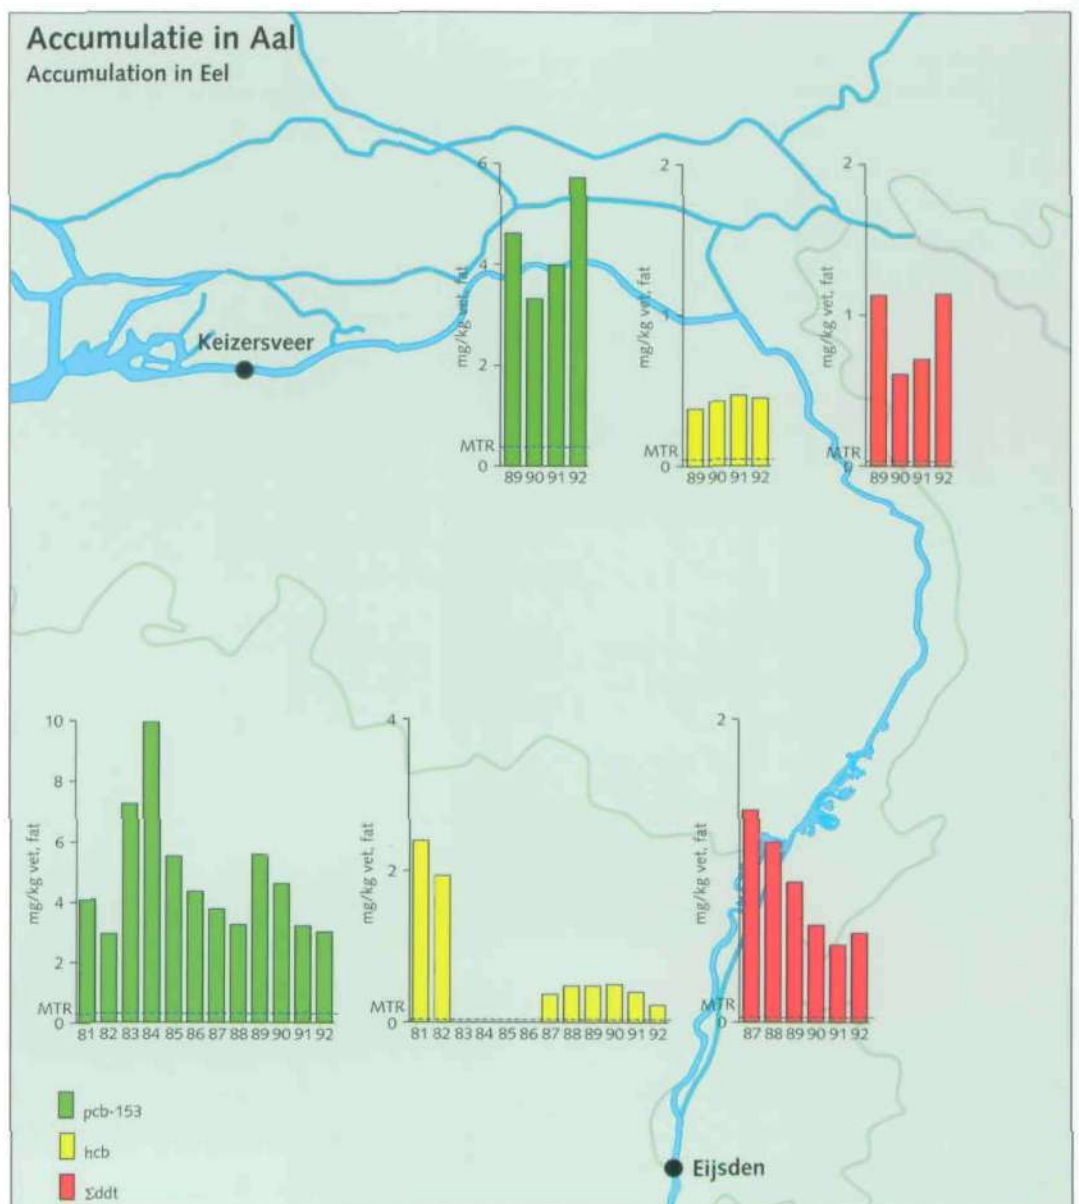 Accumulatie in Aal
Accumulation in Eel
6
4
2
MTR
0
mg/kg vet, fat
89 90 91 92
2
1
MTR
0
mg/kg vet, fat
89 90 91 92
2
1
MTR
0
mg/kg vet, fat
89 90 91 92
Keizersveer
10
8
6
4
2
MTR
0
mg/kg vet, fat
81 82 83 84 85 86 87 88 89 90 91 92
4
2
MTR
0
mg/kg vet, fat
81 82 83 84 85 86 87 88 89 90 91 92
2
MTR
0
mg/kg vet, fat
87 88 89 90 91 92
pcb-153
hcb
Σddt
Eijsden